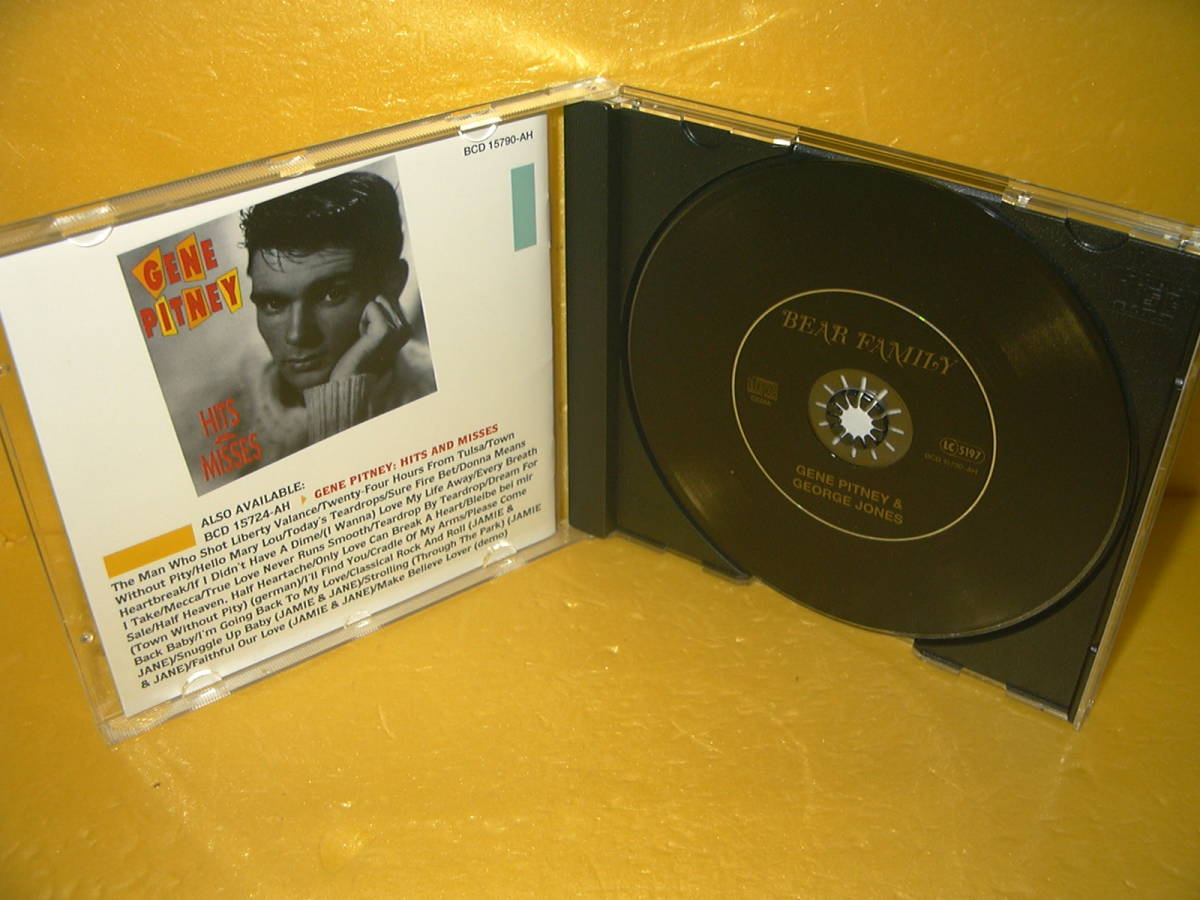 BCD 15790-AH
GENE
PITNEY
HITS
AND
MISSES
ALSO AVAILABLE:
BCD 15724-AH GENE PITNEY: HITS AND MISSES
The Man Who Shot Liberty Valance/Twenty-Four Hours From Tulsa/Town
Without Pity/Hello Mary Lou/Today's Teardrops/Sure Fire Bet/Donna Means
Heartbreak/If I Didn't Have A Dime/(I Wanna) Love My Life Away/Every Breath
I Take/Mecca/True Love Never Runs Smooth/Teardrop By Teardrop/Dream For
Sale/Half Heaven, Half Heartache/Only Love Can Break A Heart/Bleibe bei mir
(Town Without Pity) (german)/I'll Find You/Cradle Of My Arms/Please Come
Back Baby/I'm Going Back To My Love/Classical Rock And Roll (JAMIE &
JANE)/Snuggle Up Baby (JAMIE & JANE)/Strolling (Through The Park) (JAMIE
& JANE)/Faithful Our Love (JAMIE & JANE)/Make Believe Lover (demo)
BEAR FAMILY
LC 5197
BCD 15790-AH
GENE PITNEY &
GEORGE JONES